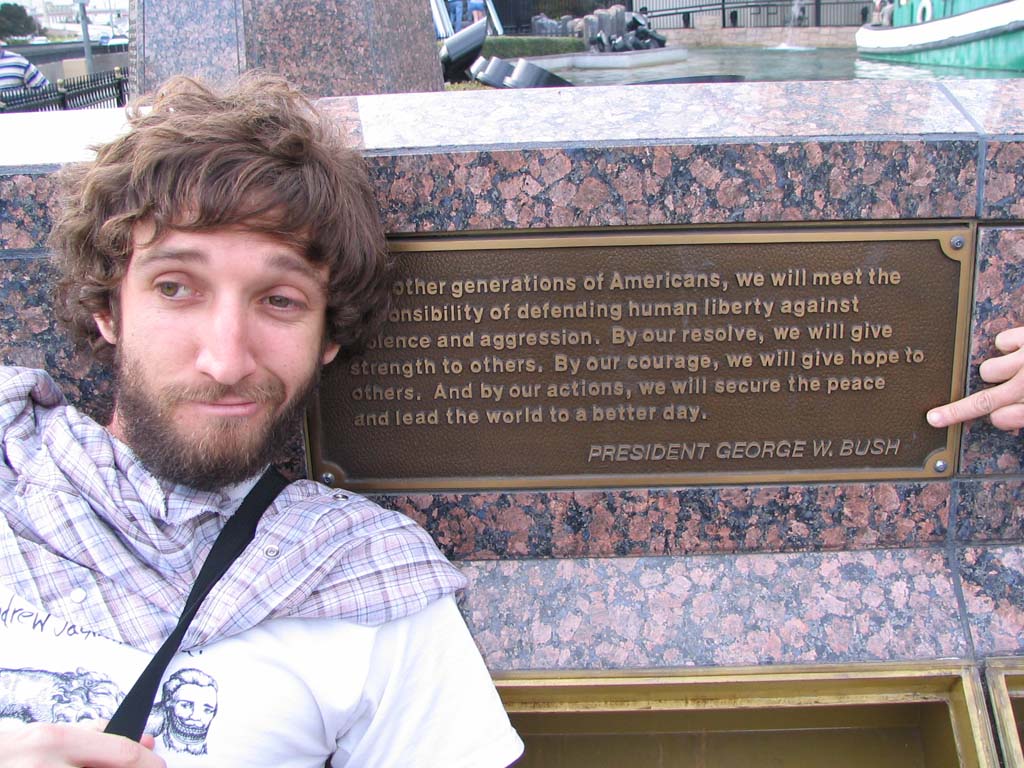 other generations of Americans, we will meet the
onsibility of defending human liberty against
olence and aggression. By our resolve, we will give
strength to others. By our courage, we will give hope to
others. And by our actions, we will secure the peace
and lead the world to a better day.
PRESIDENT GEORGE W. BUSH